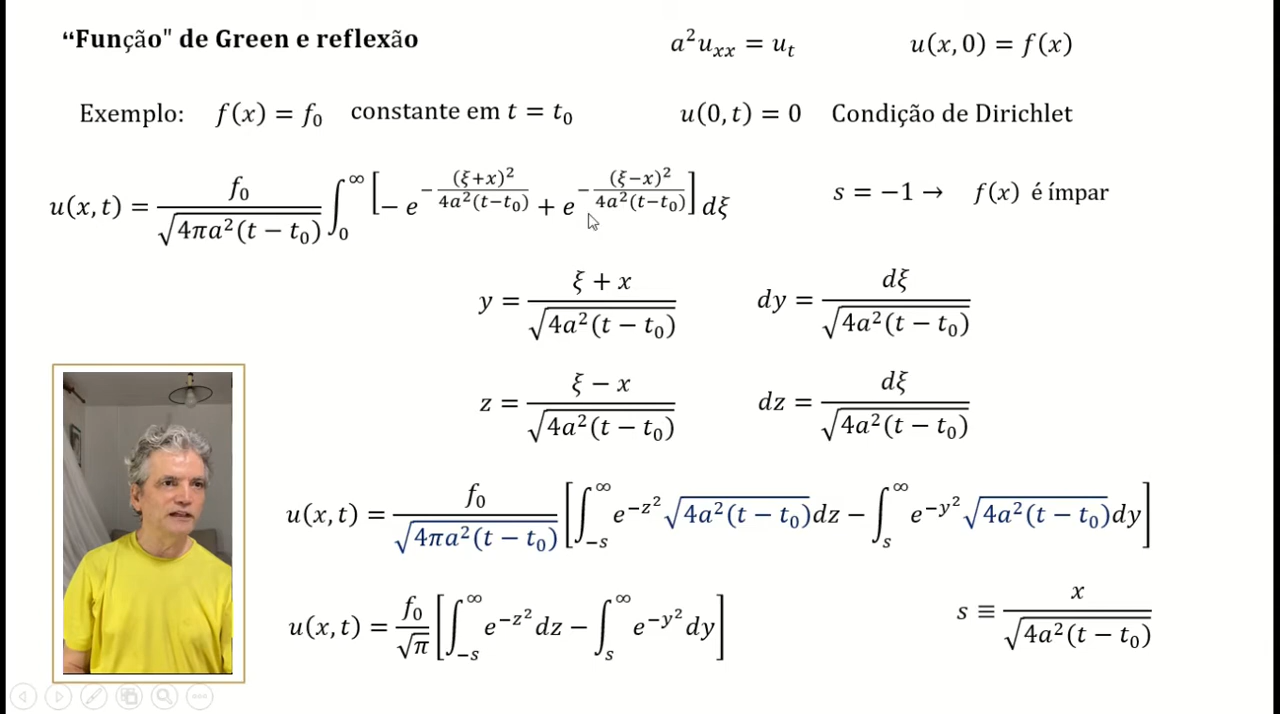 “Função" de Green e reflexão a²uₓₓ = uₜ u(x, 0) = f(x)
Exemplo: f(x) = f₀ constante em t = t₀ u(0, t) = 0 Condição de Dirichlet
u(x, t) = f₀/√(4πa²(t − t₀)) ∫₀^∞ [− e^(−(ξ+x)²/(4a²(t−t₀))) + e^(−(ξ−x)²/(4a²(t−t₀)))] dξ s = −1 → f(x) é ímpar
y = (ξ + x)/√(4a²(t − t₀)) dy = dξ/√(4a²(t − t₀))
z = (ξ − x)/√(4a²(t − t₀)) dz = dξ/√(4a²(t − t₀))
u(x, t) = f₀/√(4πa²(t − t₀)) [∫₋ₛ^∞ e^(−z²) √(4a²(t − t₀)) dz − ∫ₛ^∞ e^(−y²) √(4a²(t − t₀)) dy]
u(x, t) = f₀/√π [∫₋ₛ^∞ e^(−z²) dz − ∫ₛ^∞ e^(−y²) dy] s ≡ x/√(4a²(t − t₀))